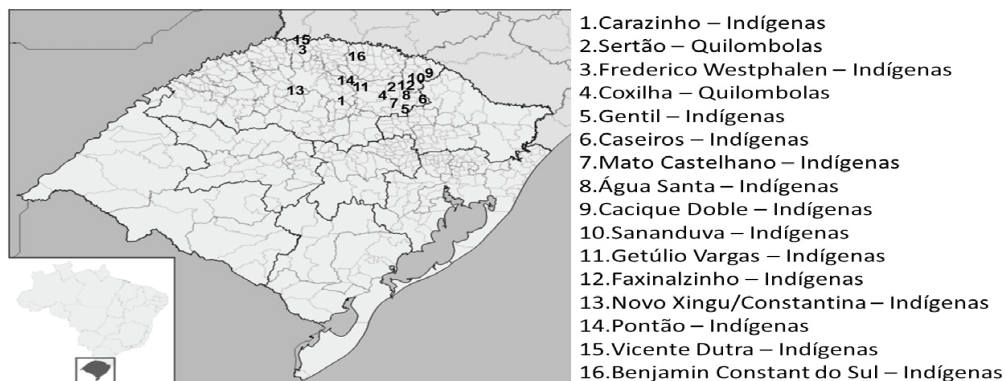 15
3
16
9
10
14
11
2
12
13
4
8
1
7
6
5
1.Carazinho – Indígenas
2.Sertão – Quilombolas
3.Frederico Westphalen – Indígenas
4.Coxilha – Quilombolas
5.Gentil – Indígenas
6.Caseiros – Indígenas
7.Mato Castelhano – Indígenas
8.Água Santa – Indígenas
9.Cacique Doble – Indígenas
10.Sananduva – Indígenas
11.Getúlio Vargas – Indígenas
12.Faxinalzinho – Indígenas
13.Novo Xingu/Constantina – Indígenas
14.Pontão – Indígenas
15.Vicente Dutra – Indígenas
16.Benjamin Constant do Sul – Indígenas